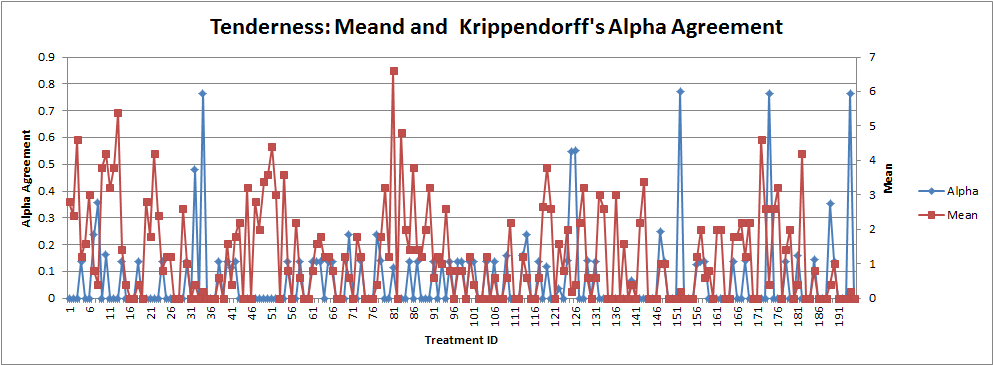 Tenderness: Meand and  Krippendorff's Alpha Agreement
0.9
0.8
0.7
0.6
0.5
0.4
0.3
0.2
0.1
0
Alpha Agreement
7
6
5
4
3
2
1
0
Mean
1 6 11 16 21 26 31 36 41 46 51 56 61 66 71 76 81 86 91 96 101 106 111 116 121 126 131 136 141 146 151 156 161 166 171 176 181 186 191
Treatment ID
Alpha
Mean